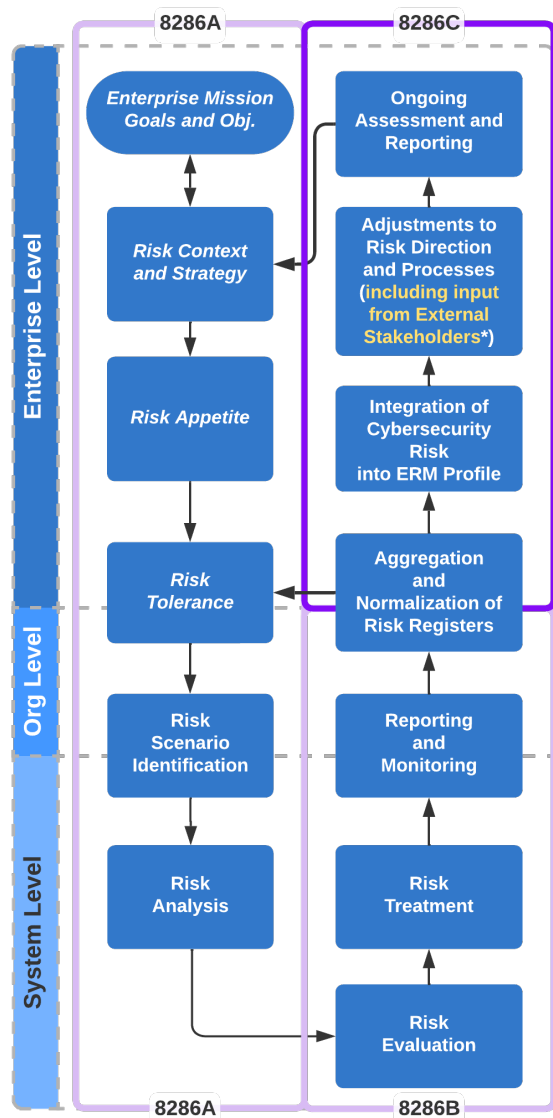 8286A
8286C
Enterprise Level
Org Level
System Level
Enterprise Mission
Goals and Obj.
Risk Context
and Strategy
Risk Appetite
Risk
Tolerance
Risk
Scenario
Identification
Risk
Analysis
Ongoing
Assessment and
Reporting
Adjustments to
Risk Direction
and Processes
(including input
from External
Stakeholders*)
Integration of
Cybersecurity
Risk
into ERM Profile
Aggregation
and
Normalization of
Risk Registers
Reporting
and
Monitoring
Risk
Treatment
Risk
Evaluation
8286A
8286B